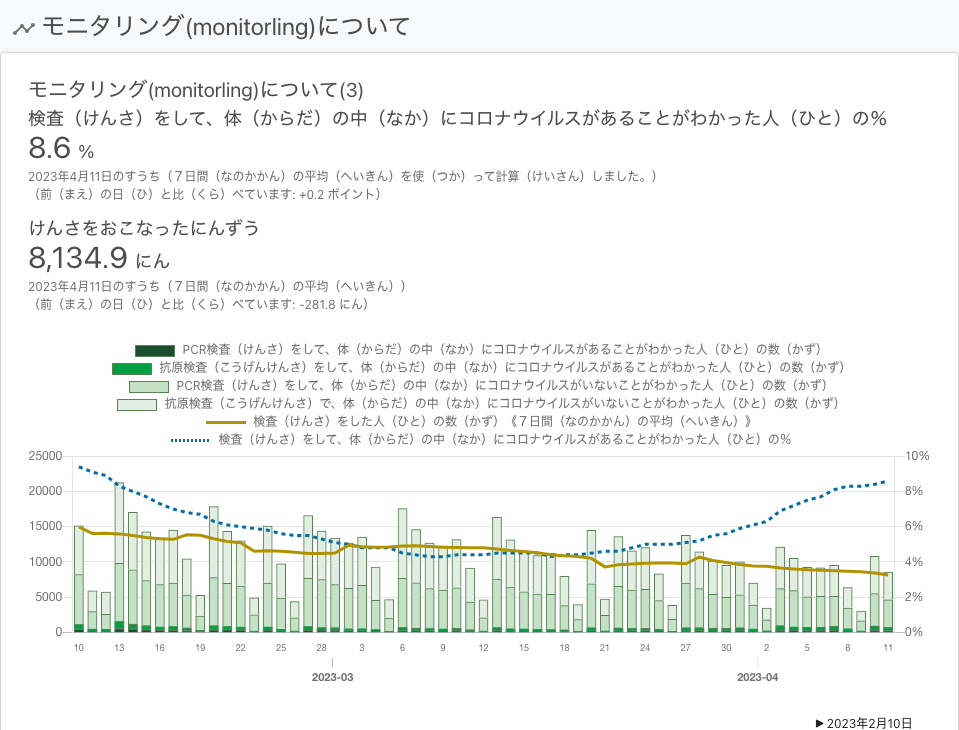 モニタリング(monitorling)について
モニタリング(monitorling)について(3)
検査（けんさ）をして、体（からだ）の中（なか）にコロナウイルスがあることがわかった人（ひと）の％
8.6 ％
2023年4月11日のすうち（７日間（なのかかん）の平均（へいきん）を使（つか）って計算（けいさん）しました。）
（前（まえ）の日（ひ）と比（くら）べています: +0.2 ポイント）
けんさをおこなったにんずう
8,134.9 にん
2023年4月11日のすうち（７日間（なのかかん）の平均（へいきん））
（前（まえ）の日（ひ）と比（くら）べています: -281.8 にん）
PCR検査（けんさ）をして、体（からだ）の中（なか）にコロナウイルスがあることがわかった人（ひと）の数（かず）
抗原検査（こうげんけんさ）をして、体（からだ）の中（なか）にコロナウイルスがあることがわかった人（ひと）の数（かず）
PCR検査（けんさ）をして、体（からだ）の中（なか）にコロナウイルスがいないことがわかった人（ひと）の数（かず）
抗原検査（こうげんけんさ）で、体（からだ）の中（なか）にコロナウイルスがいないことがわかった人（ひと）の数（かず）
検査（けんさ）をした人（ひと）の数（かず）《７日間（なのかかん）の平均（へいきん）》
検査（けんさ）をして、体（からだ）の中（なか）にコロナウイルスがあることがわかった人（ひと）の%
25000 10%
20000 8%
15000 6%
10000 4%
5000 2%
0 0%
10 13 16 19 22 25 28 3 6 9 12 15 18 21 24 27 30 2 5 8 11
2023-03 2023-04
▶ 2023年2月10日